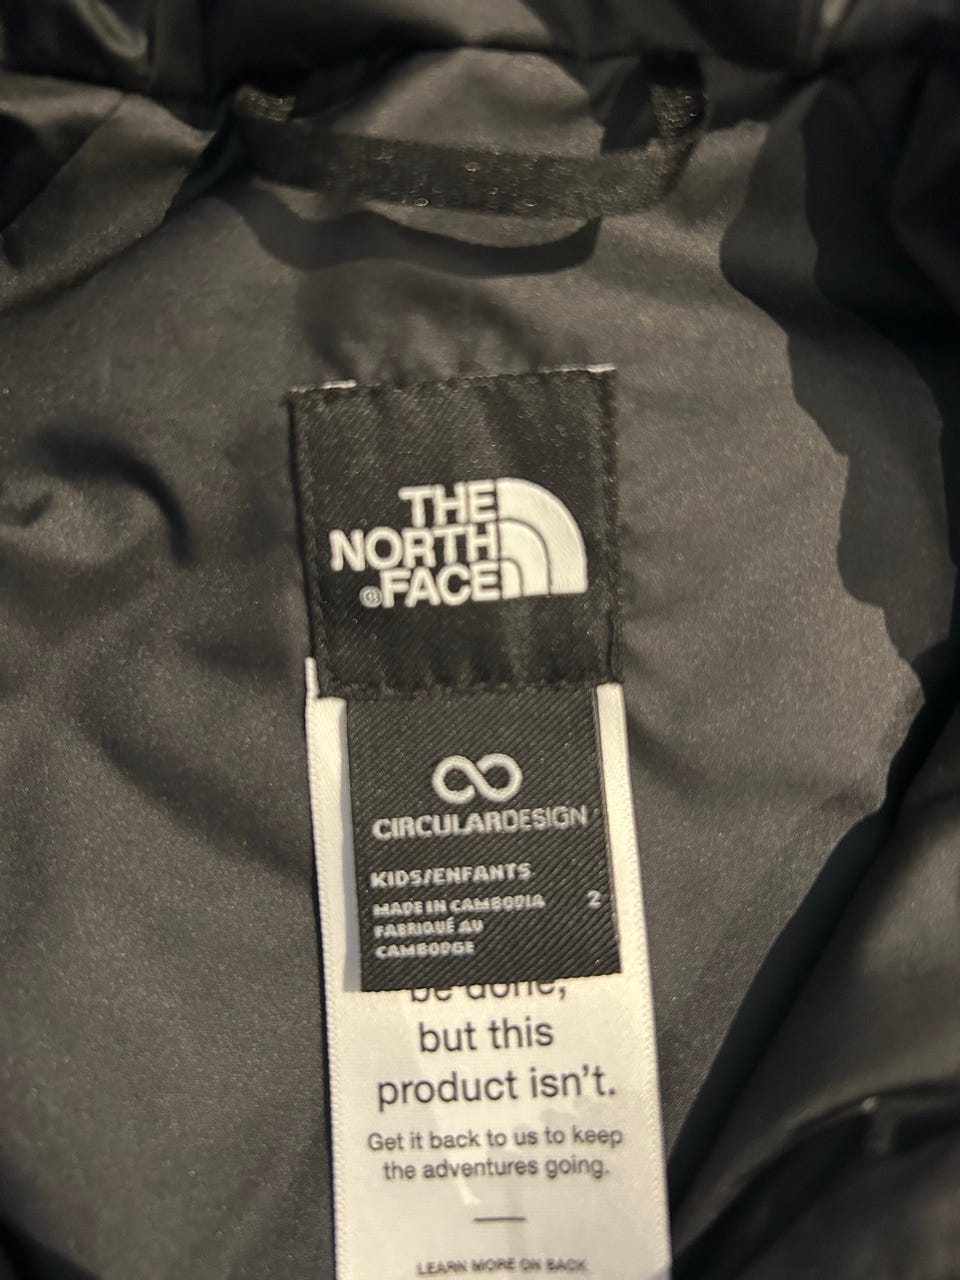 THE
NORTH
®FACE
CIRCULARDESIGN
KIDS/ENFANTS
MADE IN CAMBODIA 2
FABRIQUÉ AU
CAMBODGE
be done,
but this
product isn't.
Get it back to us to keep
the adventures going.
LEARN MORE ON BACK